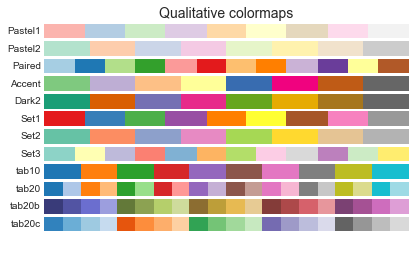 Qualitative colormaps
Pastel1
Pastel2
Paired
Accent
Dark2
Set1
Set2
Set3
tab10
tab20
tab20b
tab20c